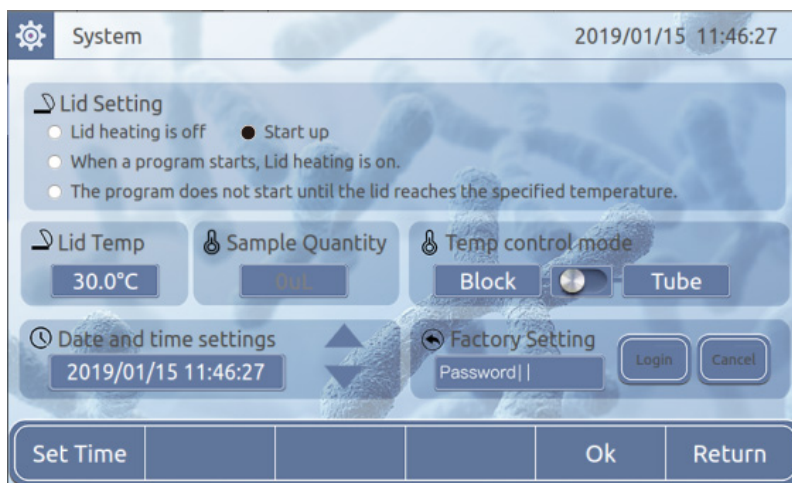 System
2019/01/15 11:46:27
Lid Setting
Lid heating is off
Start up
When a program starts, Lid heating is on.
The program does not start until the lid reaches the specified temperature.
Lid Temp
Sample Quantity
Temp control mode
30.0°C
0uL
Block
Tube
Date and time settings
Factory Setting
2019/01/15 11:46:27
Password||
Login
Cancel
Set Time
Ok
Return